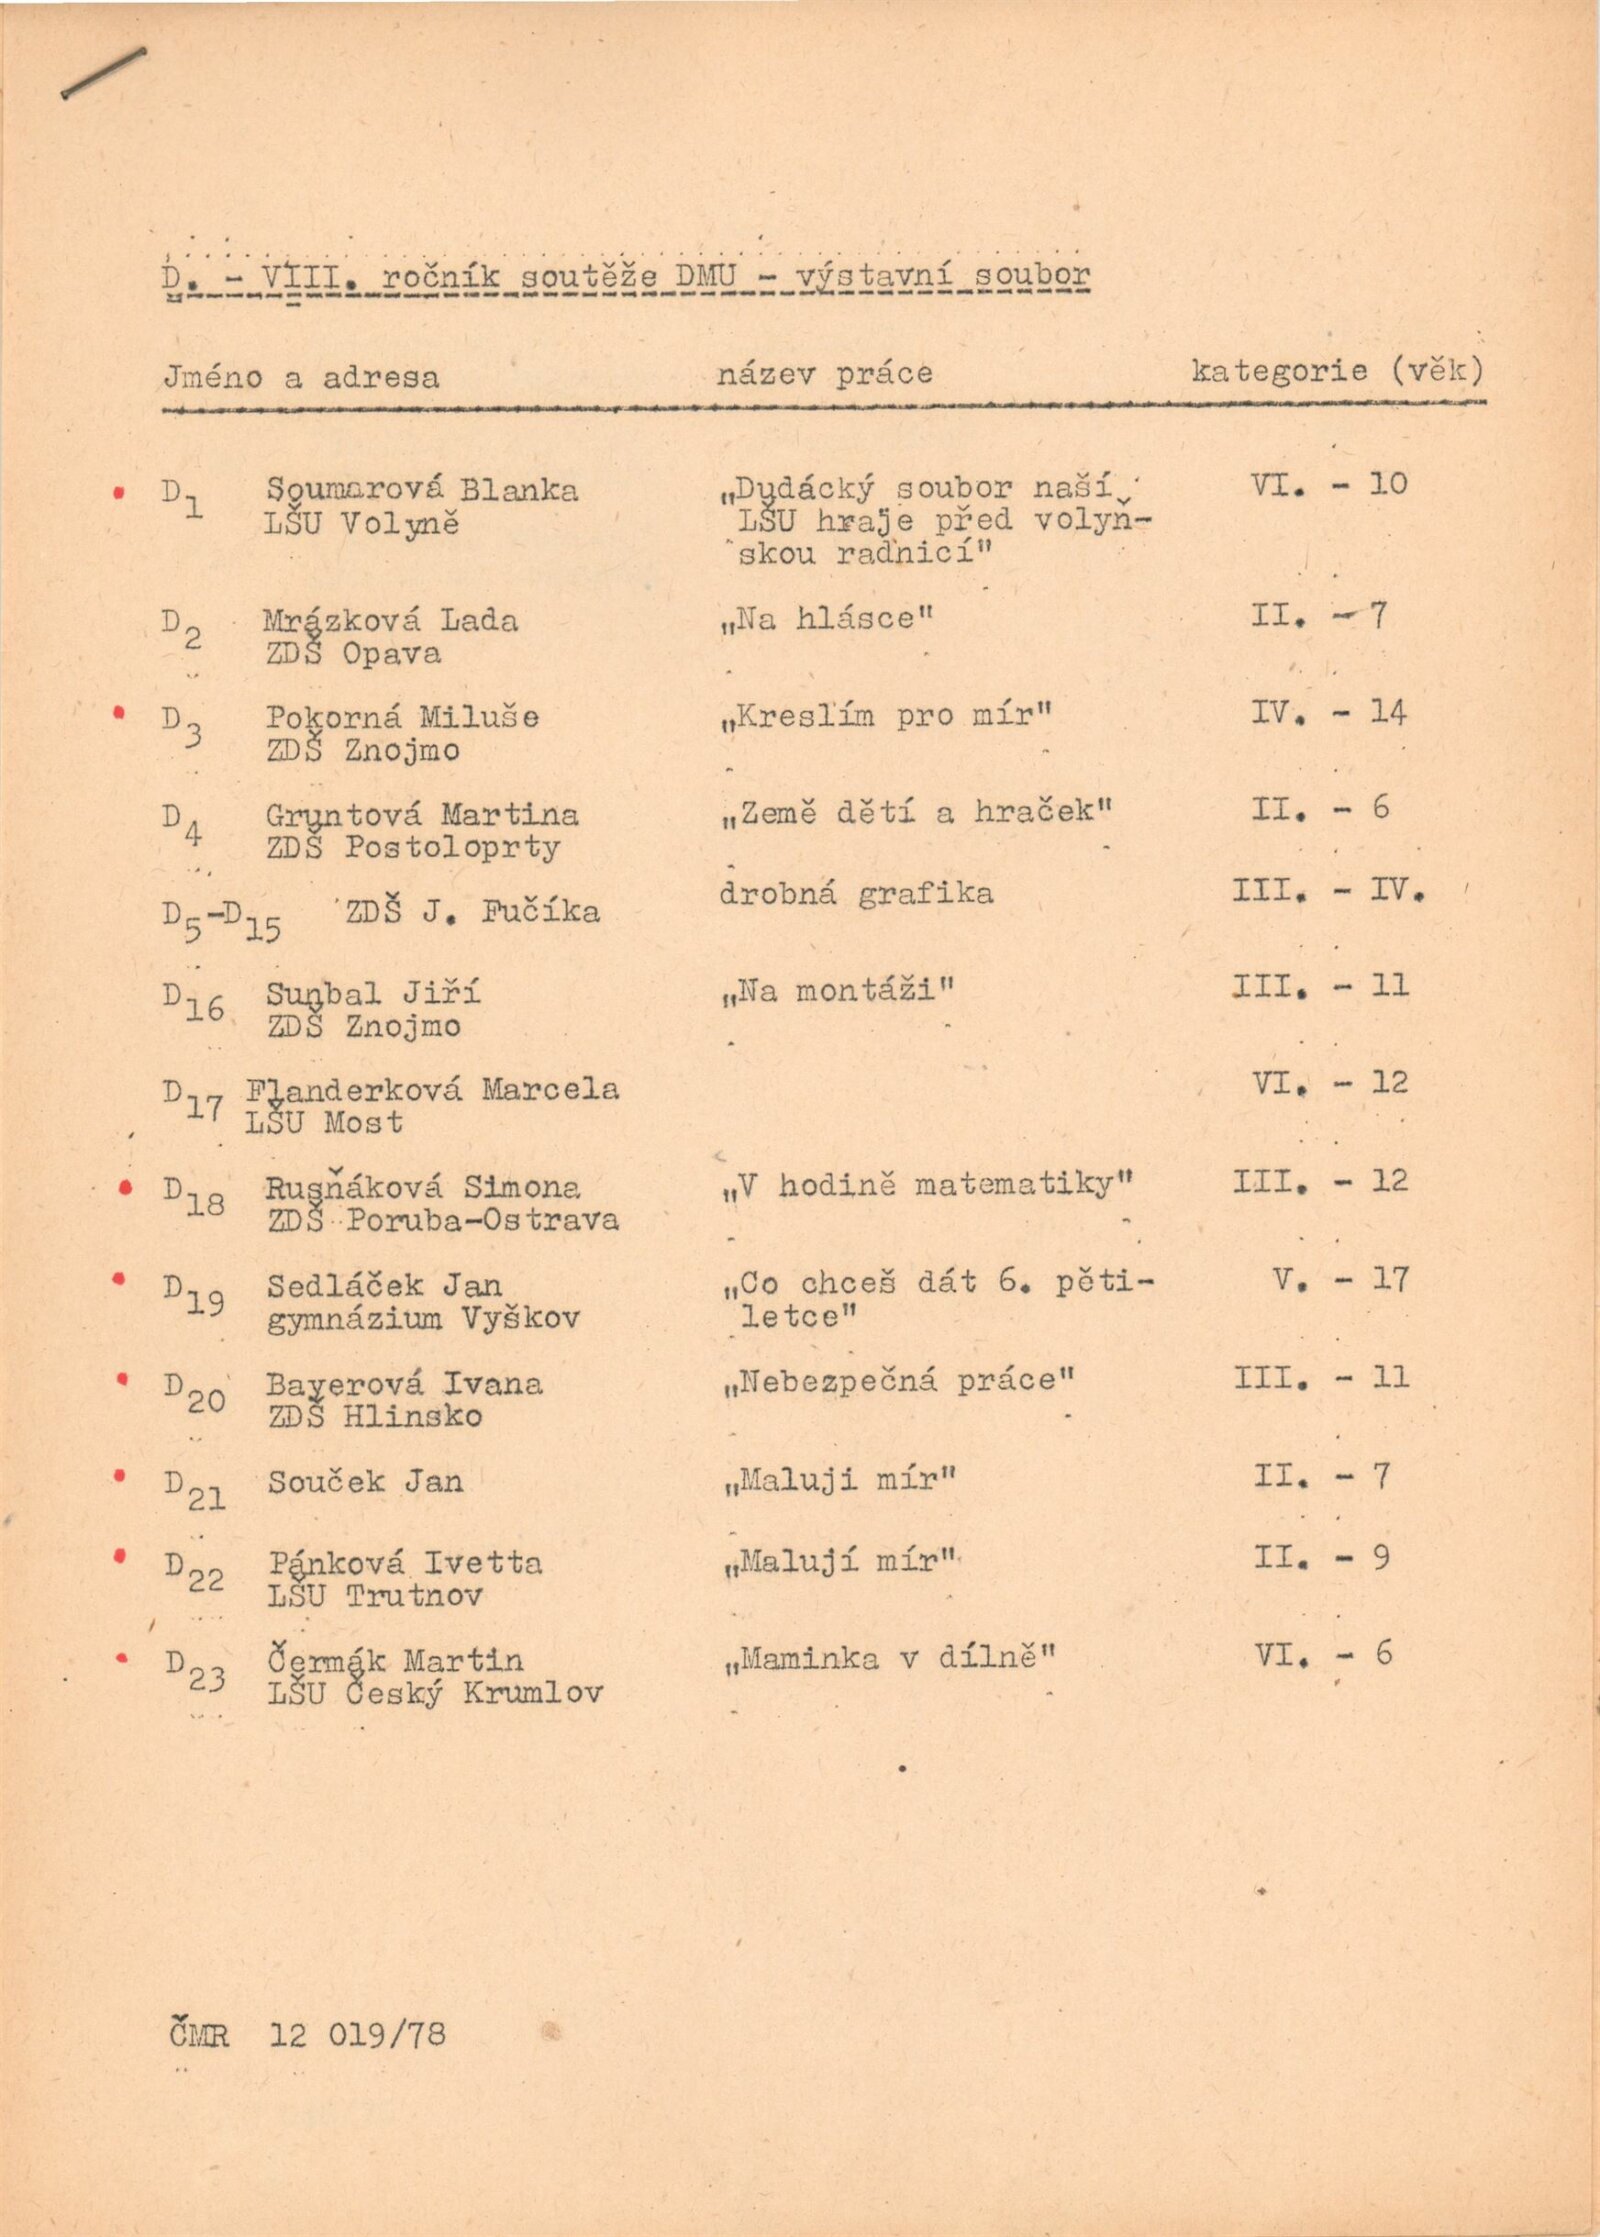 D. - VIII. ročník soutěže DMU - výstavní soubor
Jméno a adresa název práce kategorie (věk)
D1 Soumarová Blanka „Dudácký soubor naší VI. - 10
LŠU Volyně LŠU hraje před volyň-
skou radnicí"
D2 Mrázková Lada „Na hlásce" II. - 7
ZDŠ Opava
D3 Pokorná Miluše „Kreslím pro mír" IV. - 14
ZDŠ Znojmo
D4 Gruntová Martina „Země dětí a hraček" II. - 6
ZDŠ Postoloprty
D5-D15 ZDŠ J. Fučíka drobná grafika III. - IV.
D16 Sunbal Jiří „Na montáži" III. - 11
ZDŠ Znojmo
D17 Flanderková Marcela VI. - 12
LŠU Most
D18 Rusňáková Simona „V hodině matematiky" III. - 12
ZDŠ Poruba-Ostrava
D19 Sedláček Jan „Co chceš dát 6. pěti- V. - 17
gymnázium Vyškov letce"
D20 Bayerová Ivana „Nebezpečná práce" III. - 11
ZDŠ Hlinsko
D21 Souček Jan „Maluji mír" II. - 7
D22 Pánková Ivetta „Malují mír" II. - 9
LŠU Trutnov
D23 Čermák Martin „Maminka v dílně" VI. - 6
LŠU Český Krumlov
ČMR 12 019/78